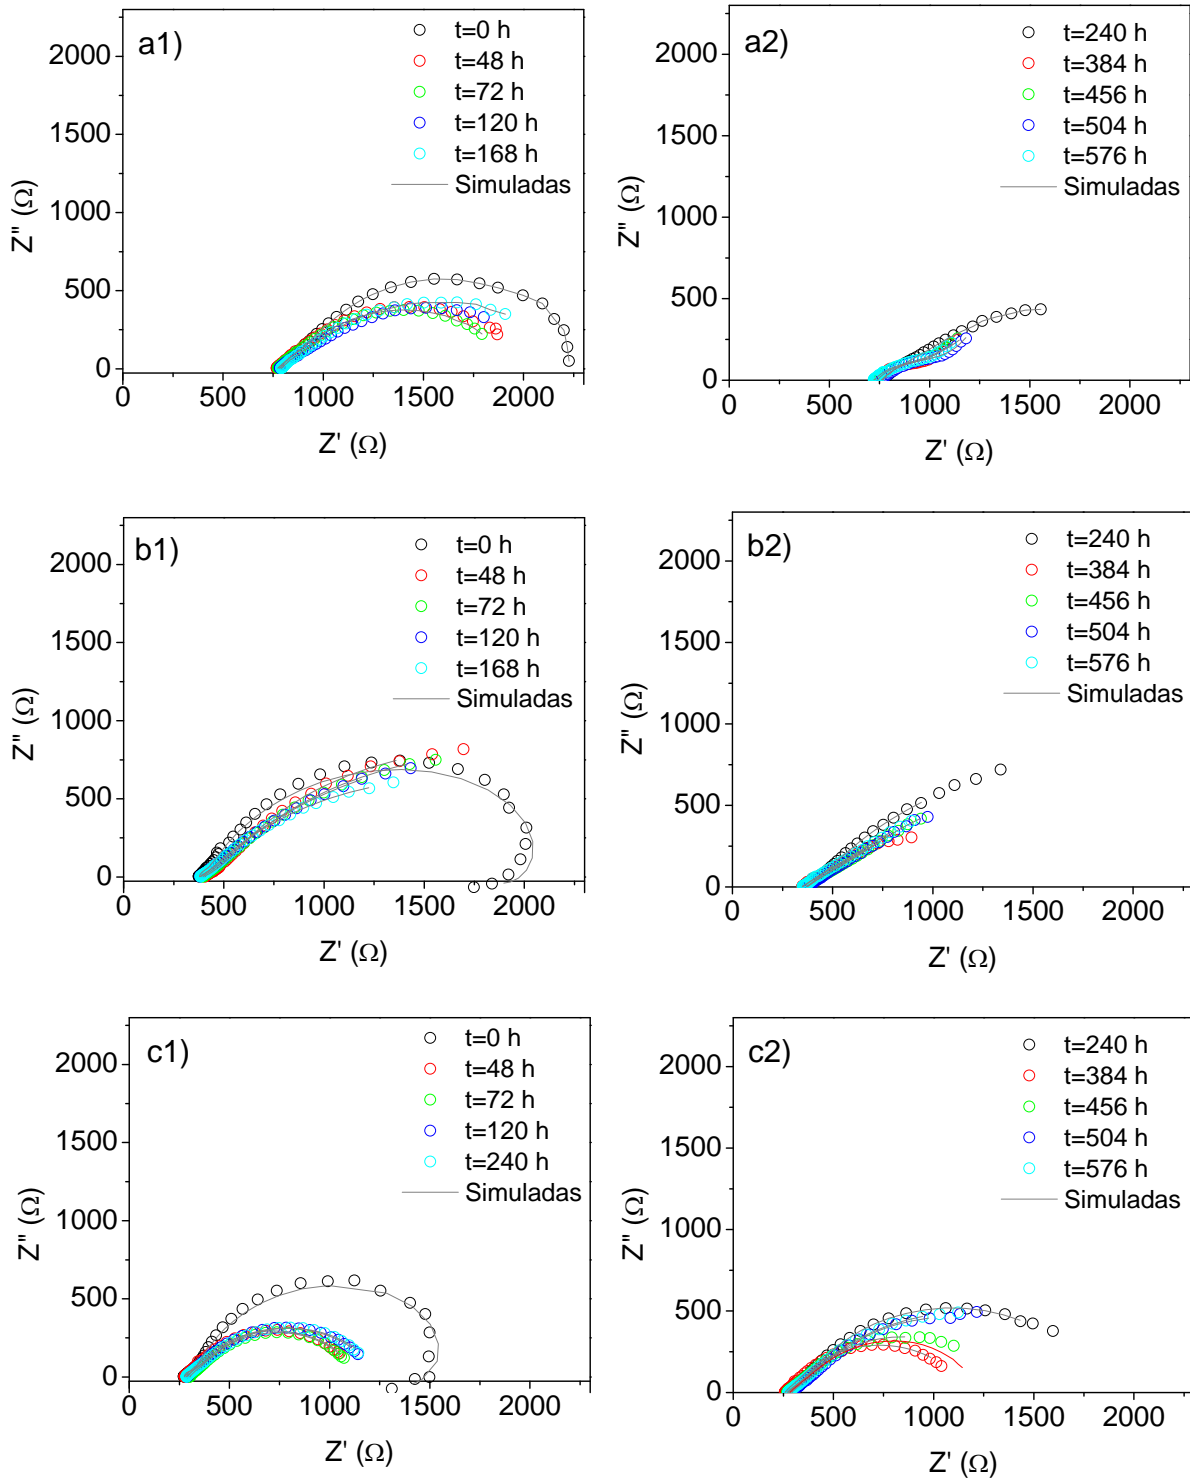 a1)
t=0 h
t=48 h
t=72 h
t=120 h
t=168 h
Simuladas
2000
1500
1000
500
0
Z'' (Ω)
0 500 1000 1500 2000
Z' (Ω)
a2)
t=240 h
t=384 h
t=456 h
t=504 h
t=576 h
Simuladas
2000
1500
1000
500
0
Z'' (Ω)
0 500 1000 1500 2000
Z' (Ω)
b1)
t=0 h
t=48 h
t=72 h
t=120 h
t=168 h
Simuladas
2000
1500
1000
500
0
Z'' (Ω)
0 500 1000 1500 2000
Z' (Ω)
b2)
t=240 h
t=384 h
t=456 h
t=504 h
t=576 h
Simuladas
2000
1500
1000
500
0
Z'' (Ω)
0 500 1000 1500 2000
Z' (Ω)
c1)
t=0 h
t=48 h
t=72 h
t=120 h
t=240 h
Simuladas
2000
1500
1000
500
0
Z'' (Ω)
0 500 1000 1500 2000
Z' (Ω)
c2)
t=240 h
t=384 h
t=456 h
t=504 h
t=576 h
Simuladas
2000
1500
1000
500
0
Z'' (Ω)
0 500 1000 1500 2000
Z' (Ω)